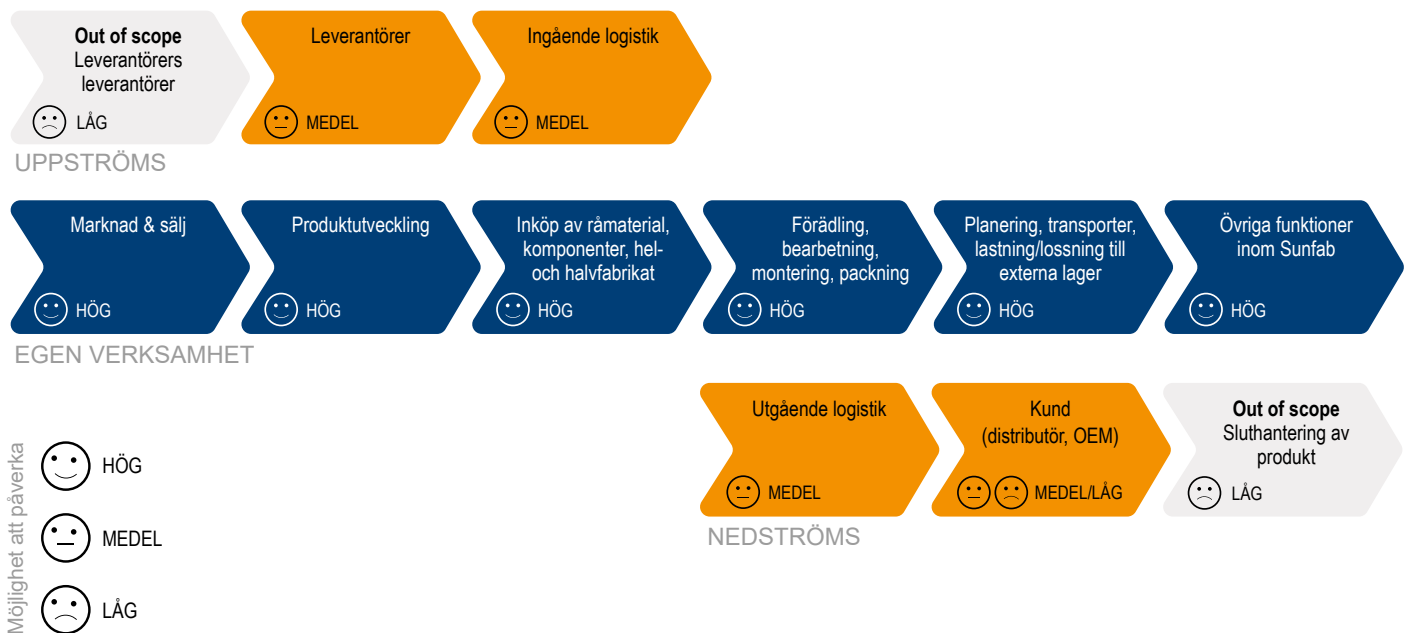 Out of scope
Leverantörers
leverantörer
LÅG
Leverantörer
MEDEL
Ingående logistik
MEDEL
UPPSTRÖMS
Marknad & sälj
HÖG
Produktutveckling
HÖG
Inköp av råmaterial,
komponenter, hel-
och halvfabrikat
HÖG
Förädling,
bearbetning,
montering, packning
HÖG
Planering, transporter,
lastning/lossning till
externa lager
HÖG
Övriga funktioner
inom Sunfab
HÖG
EGEN VERKSAMHET
Utgående logistik
MEDEL
Kund
(distributör, OEM)
MEDEL/LÅG
Out of scope
Sluthantering av
produkt
LÅG
NEDSTRÖMS
Möjlighet att påverka
HÖG
MEDEL
LÅG